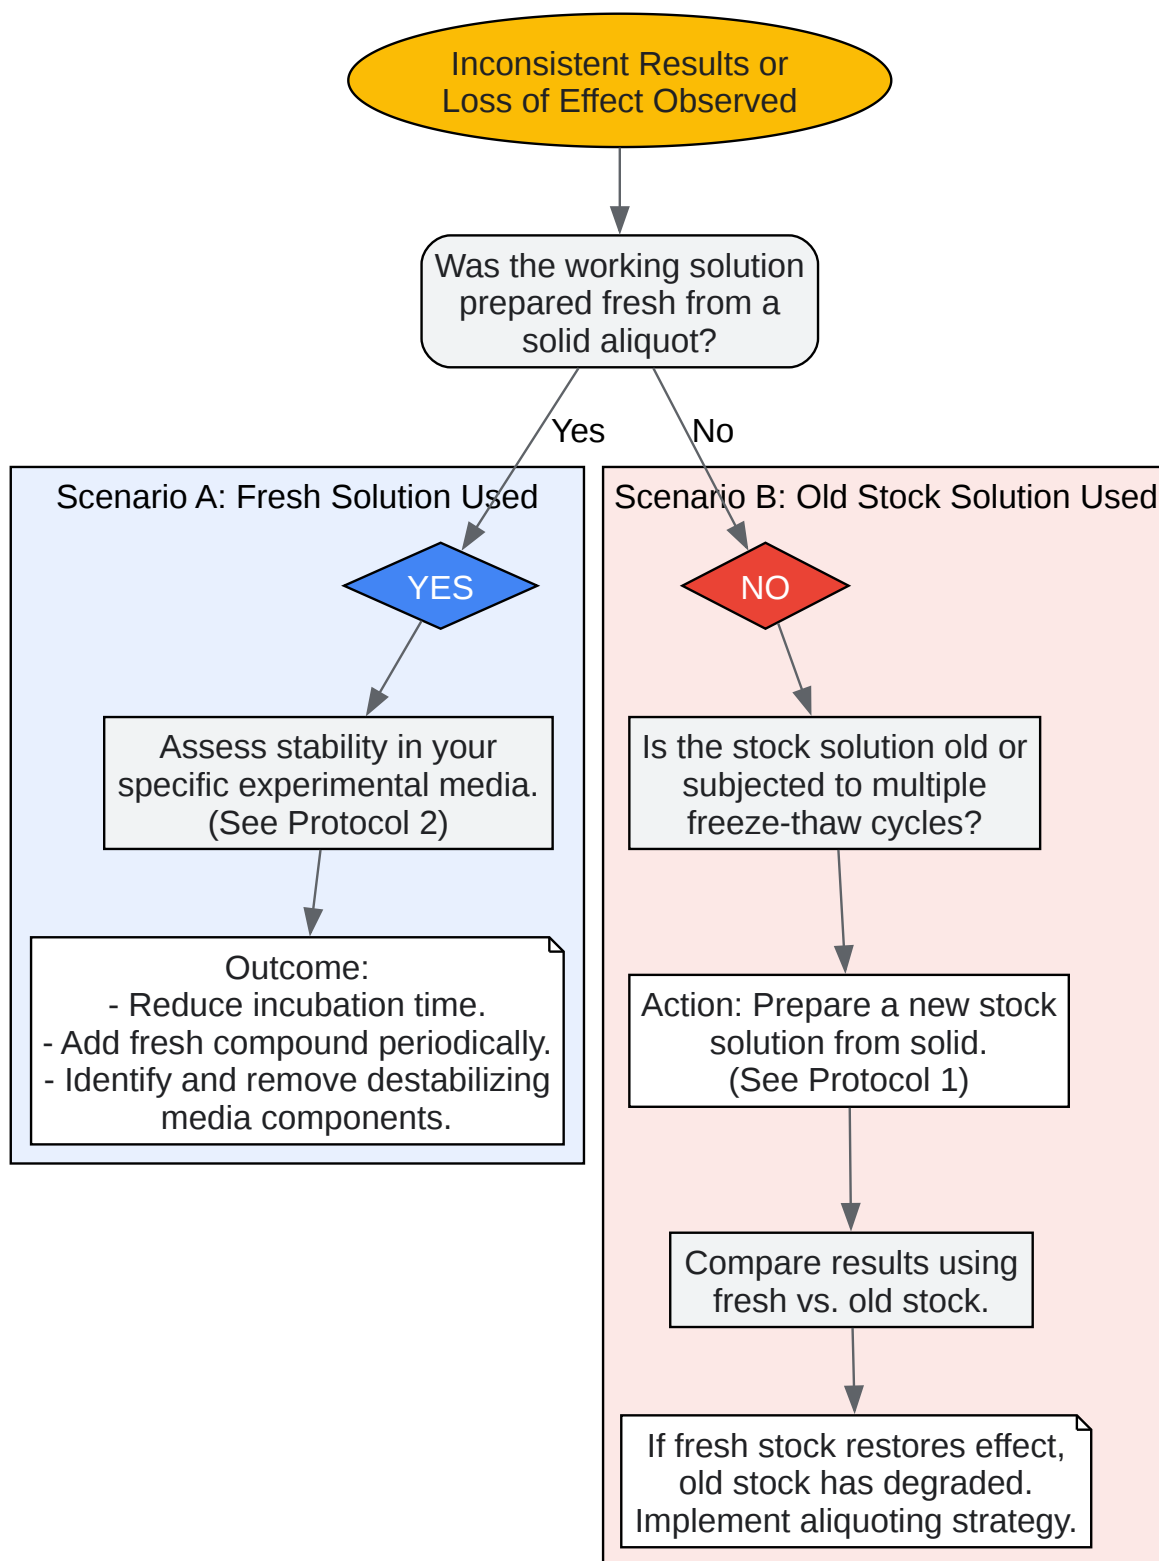 Inconsistent Results or
Loss of Effect Observed
Was the working solution
prepared fresh from a
solid aliquot?
Yes
No
Scenario A: Fresh Solution Used
YES
Assess stability in your
specific experimental media.
(See Protocol 2)
Outcome:
- Reduce incubation time.
- Add fresh compound periodically.
- Identify and remove destabilizing
media components.
Scenario B: Old Stock Solution Used
NO
Is the stock solution old or
subjected to multiple
freeze-thaw cycles?
Action: Prepare a new stock
solution from solid.
(See Protocol 1)
Compare results using
fresh vs. old stock.
If fresh stock restores effect,
old stock has degraded.
Implement aliquoting strategy.